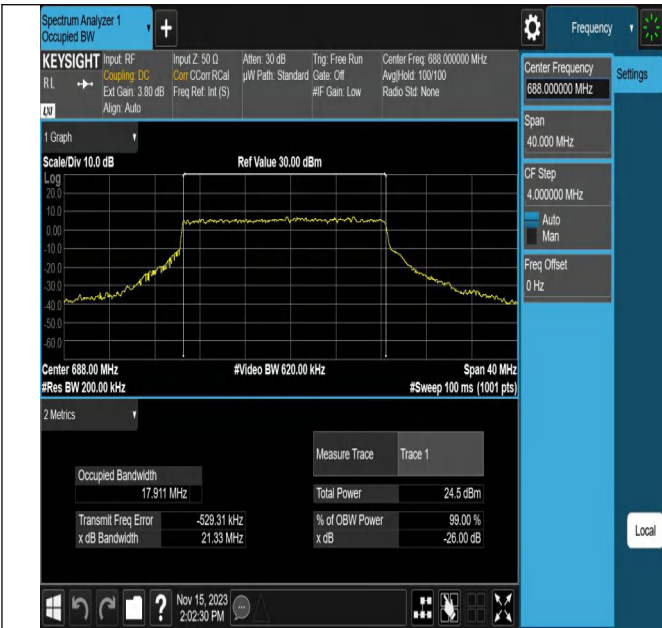 Spectrum Analyzer 1
Occupied BW
+
Frequency
KEYSIGHT Input: RF Input Z: 50 Ω Atten: 30 dB Trig: Free Run Center Freq: 688.000000 MHz
RL Coupling: DC Corr CCorr RCal µW Path: Standard Gate: Off Avg|Hold: 100/100
Ext Gain: 3.80 dB Freq Ref: Int (S) #IF Gain: Low Radio Std: None
Align: Auto
LXI
Center Frequency
688.000000 MHz
Settings
Span
40.000 MHz
CF Step
4.000000 MHz
Auto
Man
Freq Offset
0 Hz
Local
1 Graph
Scale/Div 10.0 dB Ref Value 30.00 dBm
Log
20.0
10.0
0.00
-10.0
-20.0
-30.0
-40.0
-50.0
-60.0
Center 688.00 MHz #Video BW 620.00 kHz Span 40 MHz
#Res BW 200.00 kHz #Sweep 100 ms (1001 pts)
2 Metrics
Measure Trace Trace 1
Occupied Bandwidth
17.911 MHz Total Power 24.5 dBm
Transmit Freq Error -529.31 kHz % of OBW Power 99.00 %
x dB Bandwidth 21.33 MHz x dB -26.00 dB
? Nov 15, 2023
2:02:30 PM